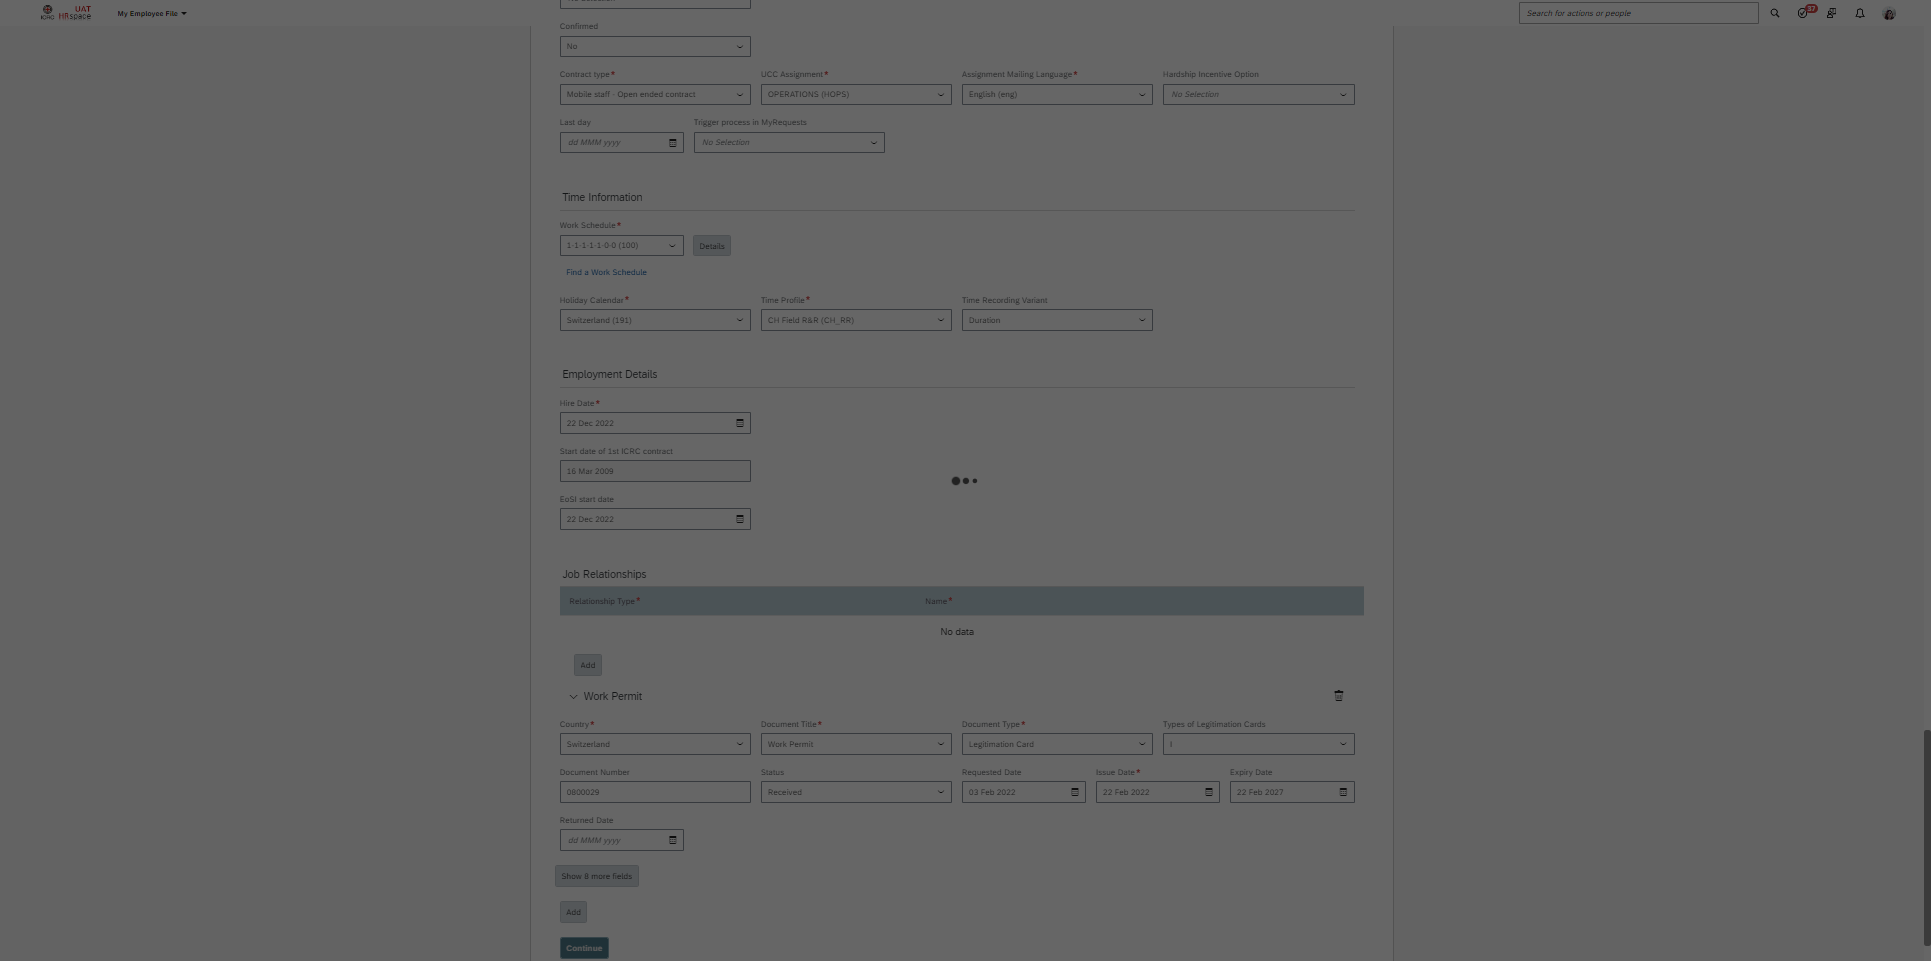 ICRC UAT HRspace
My Employee File
Search for actions or people
37
Confirmed
No
Contract type* UCC Assignment* Assignment Mailing Language* Hardship Incentive Option
Mobile staff - Open ended contract OPERATIONS (HOPS) English (eng) No Selection
Last day Trigger process in MyRequests
dd MMM yyyy No Selection
Time Information
Work Schedule*
1-1-1-1-1-0-0 (100) Details
Find a Work Schedule
Holiday Calendar* Time Profile* Time Recording Variant
Switzerland (191) CH Field R&R (CH_RR) Duration
Employment Details
Hire Date*
22 Dec 2022
Start date of 1st ICRC contract
16 Mar 2009
EoSI start date
22 Dec 2022
Job Relationships
Relationship Type* Name*
No data
Add
Work Permit
Country* Document Title* Document Type* Types of Legitimation Cards
Switzerland Work Permit Legitimation Card I
Document Number Status Requested Date Issue Date* Expiry Date
0800029 Received 03 Feb 2022 22 Feb 2022 22 Feb 2027
Returned Date
dd MMM yyyy
Show 8 more fields
Add
Continue